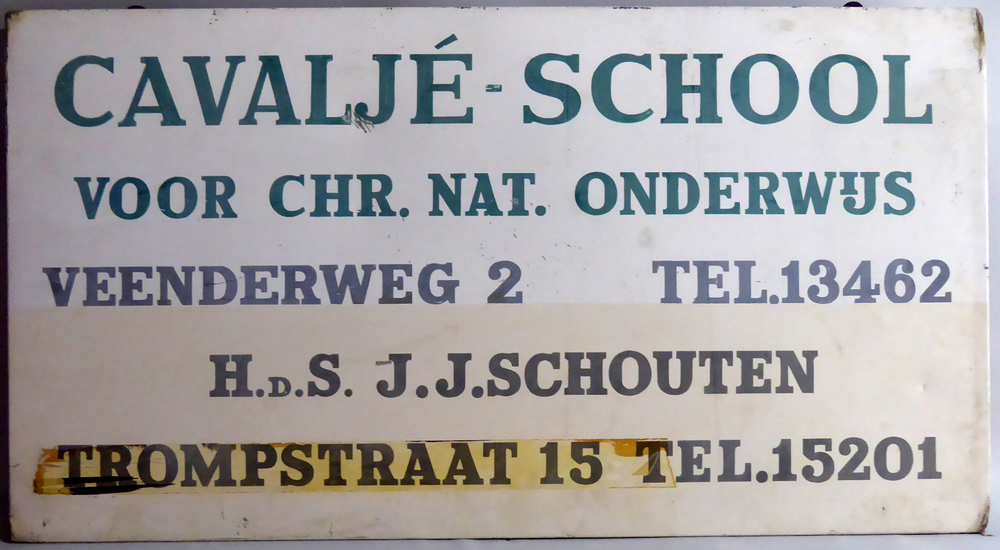 CAVALJÉ-SCHOOL
VOOR CHR. NAT. ONDERWIJS
VEENDERWEG 2 TEL.13462
H.D.S. J.J.SCHOUTEN
TROMPSTRAAT 15 TEL.15201